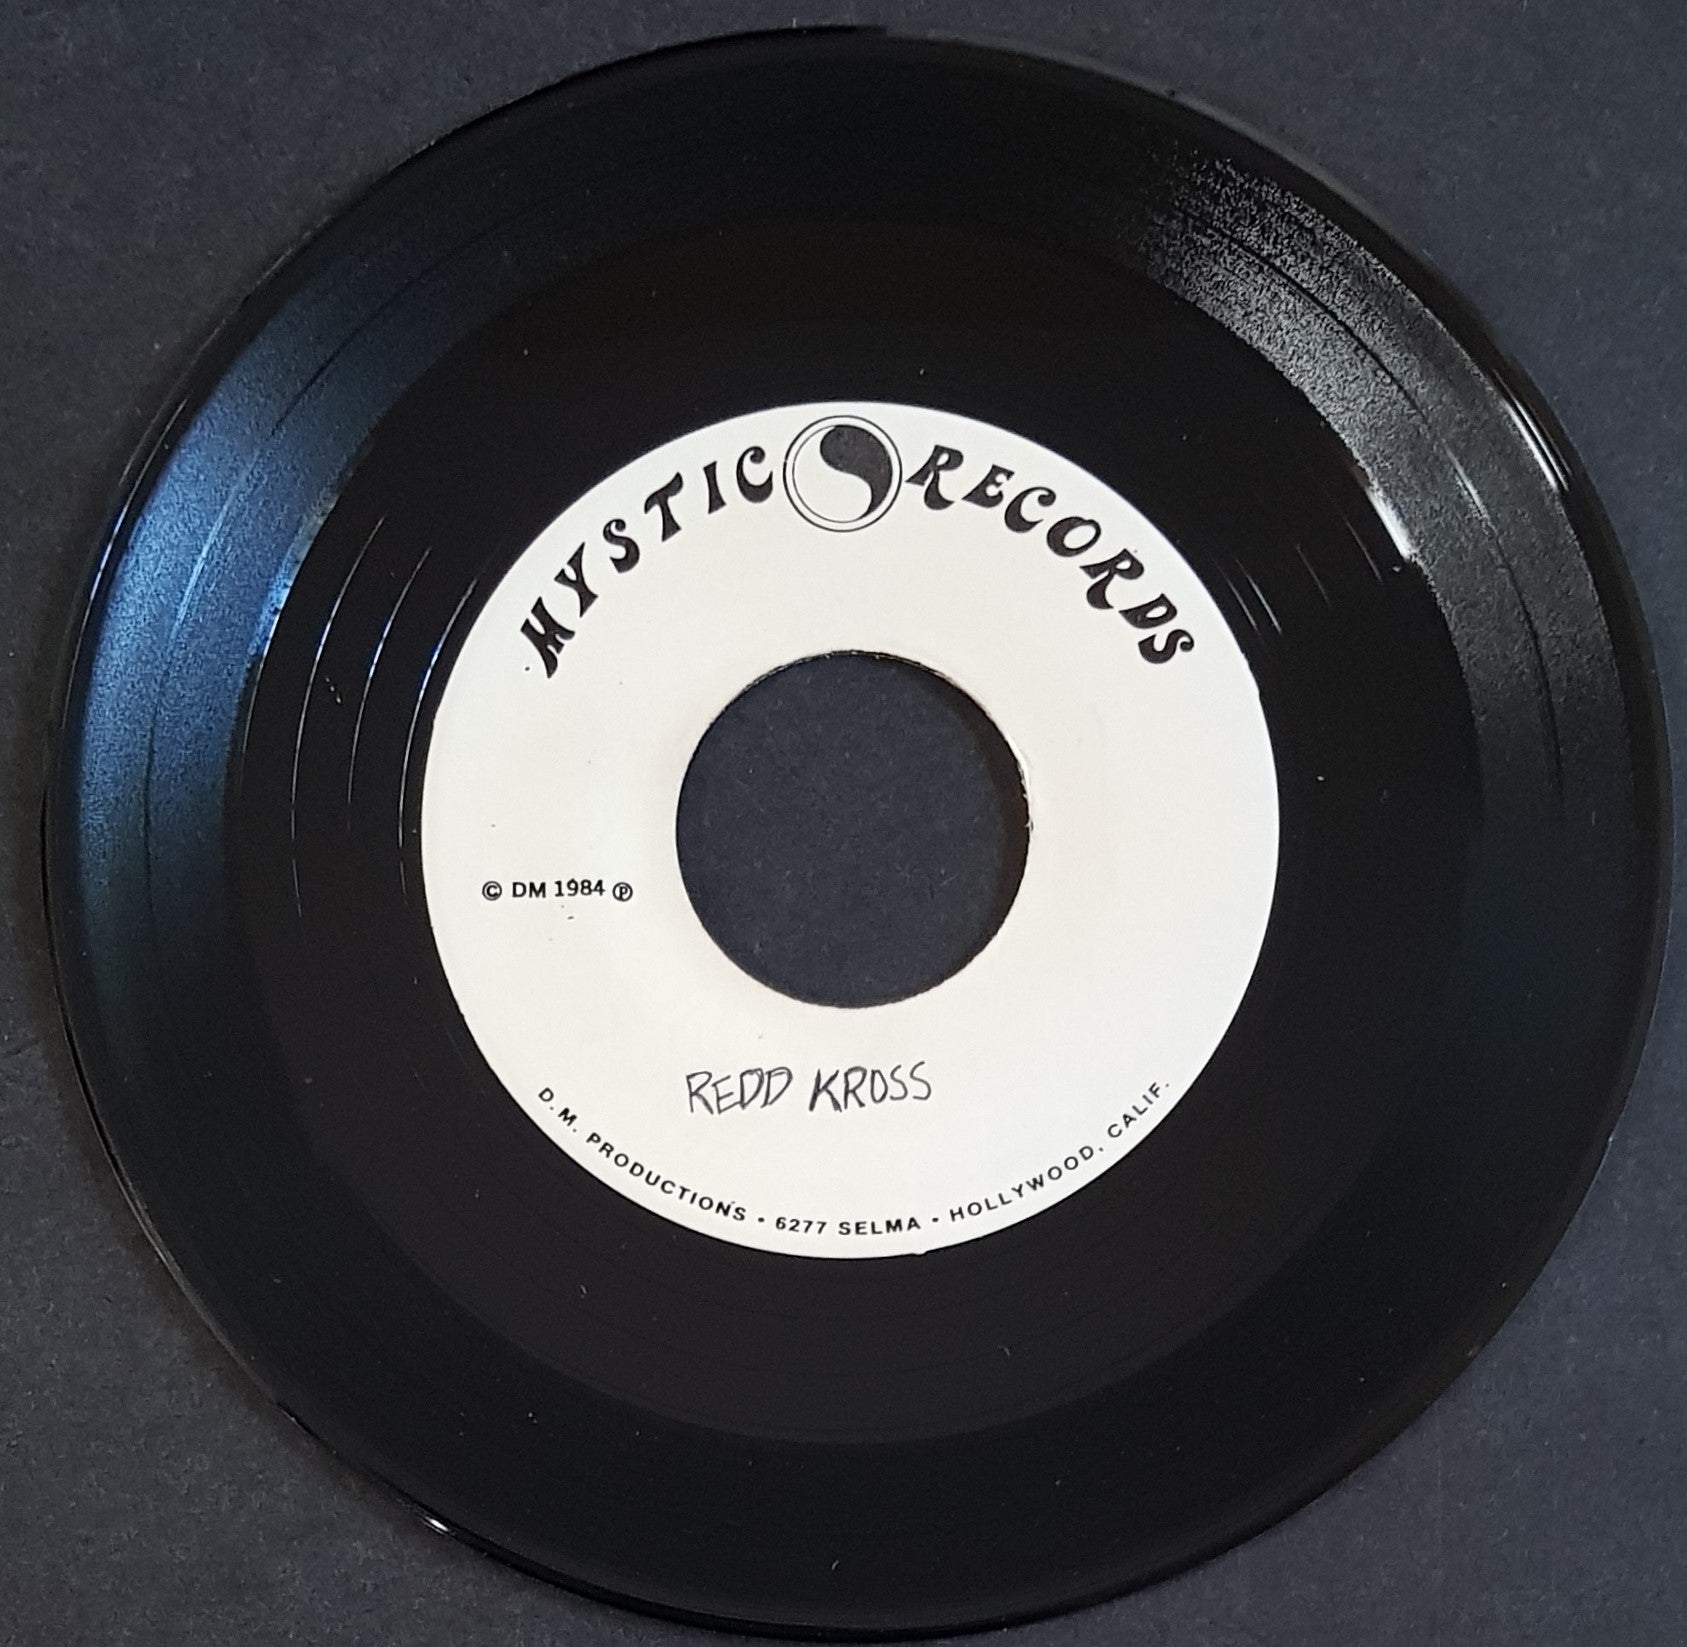 MYSTIC RECORDS
© DM 1984 ℗
REDD KROSS
D.M. PRODUCTIONS • 6277 SELMA • HOLLYWOOD, CALIF.